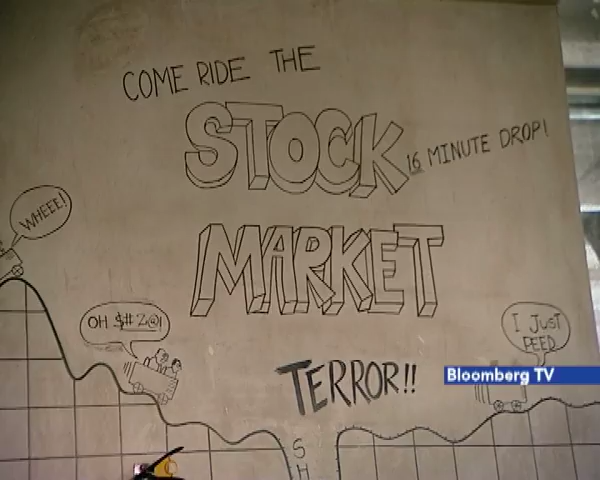 COME RIDE THE
STOCK
16 MINUTE DROP!
MARKET
WHEEE!
OH $#%@!
I JUST
PEED
TERROR!!
Bloomberg TV
S
H